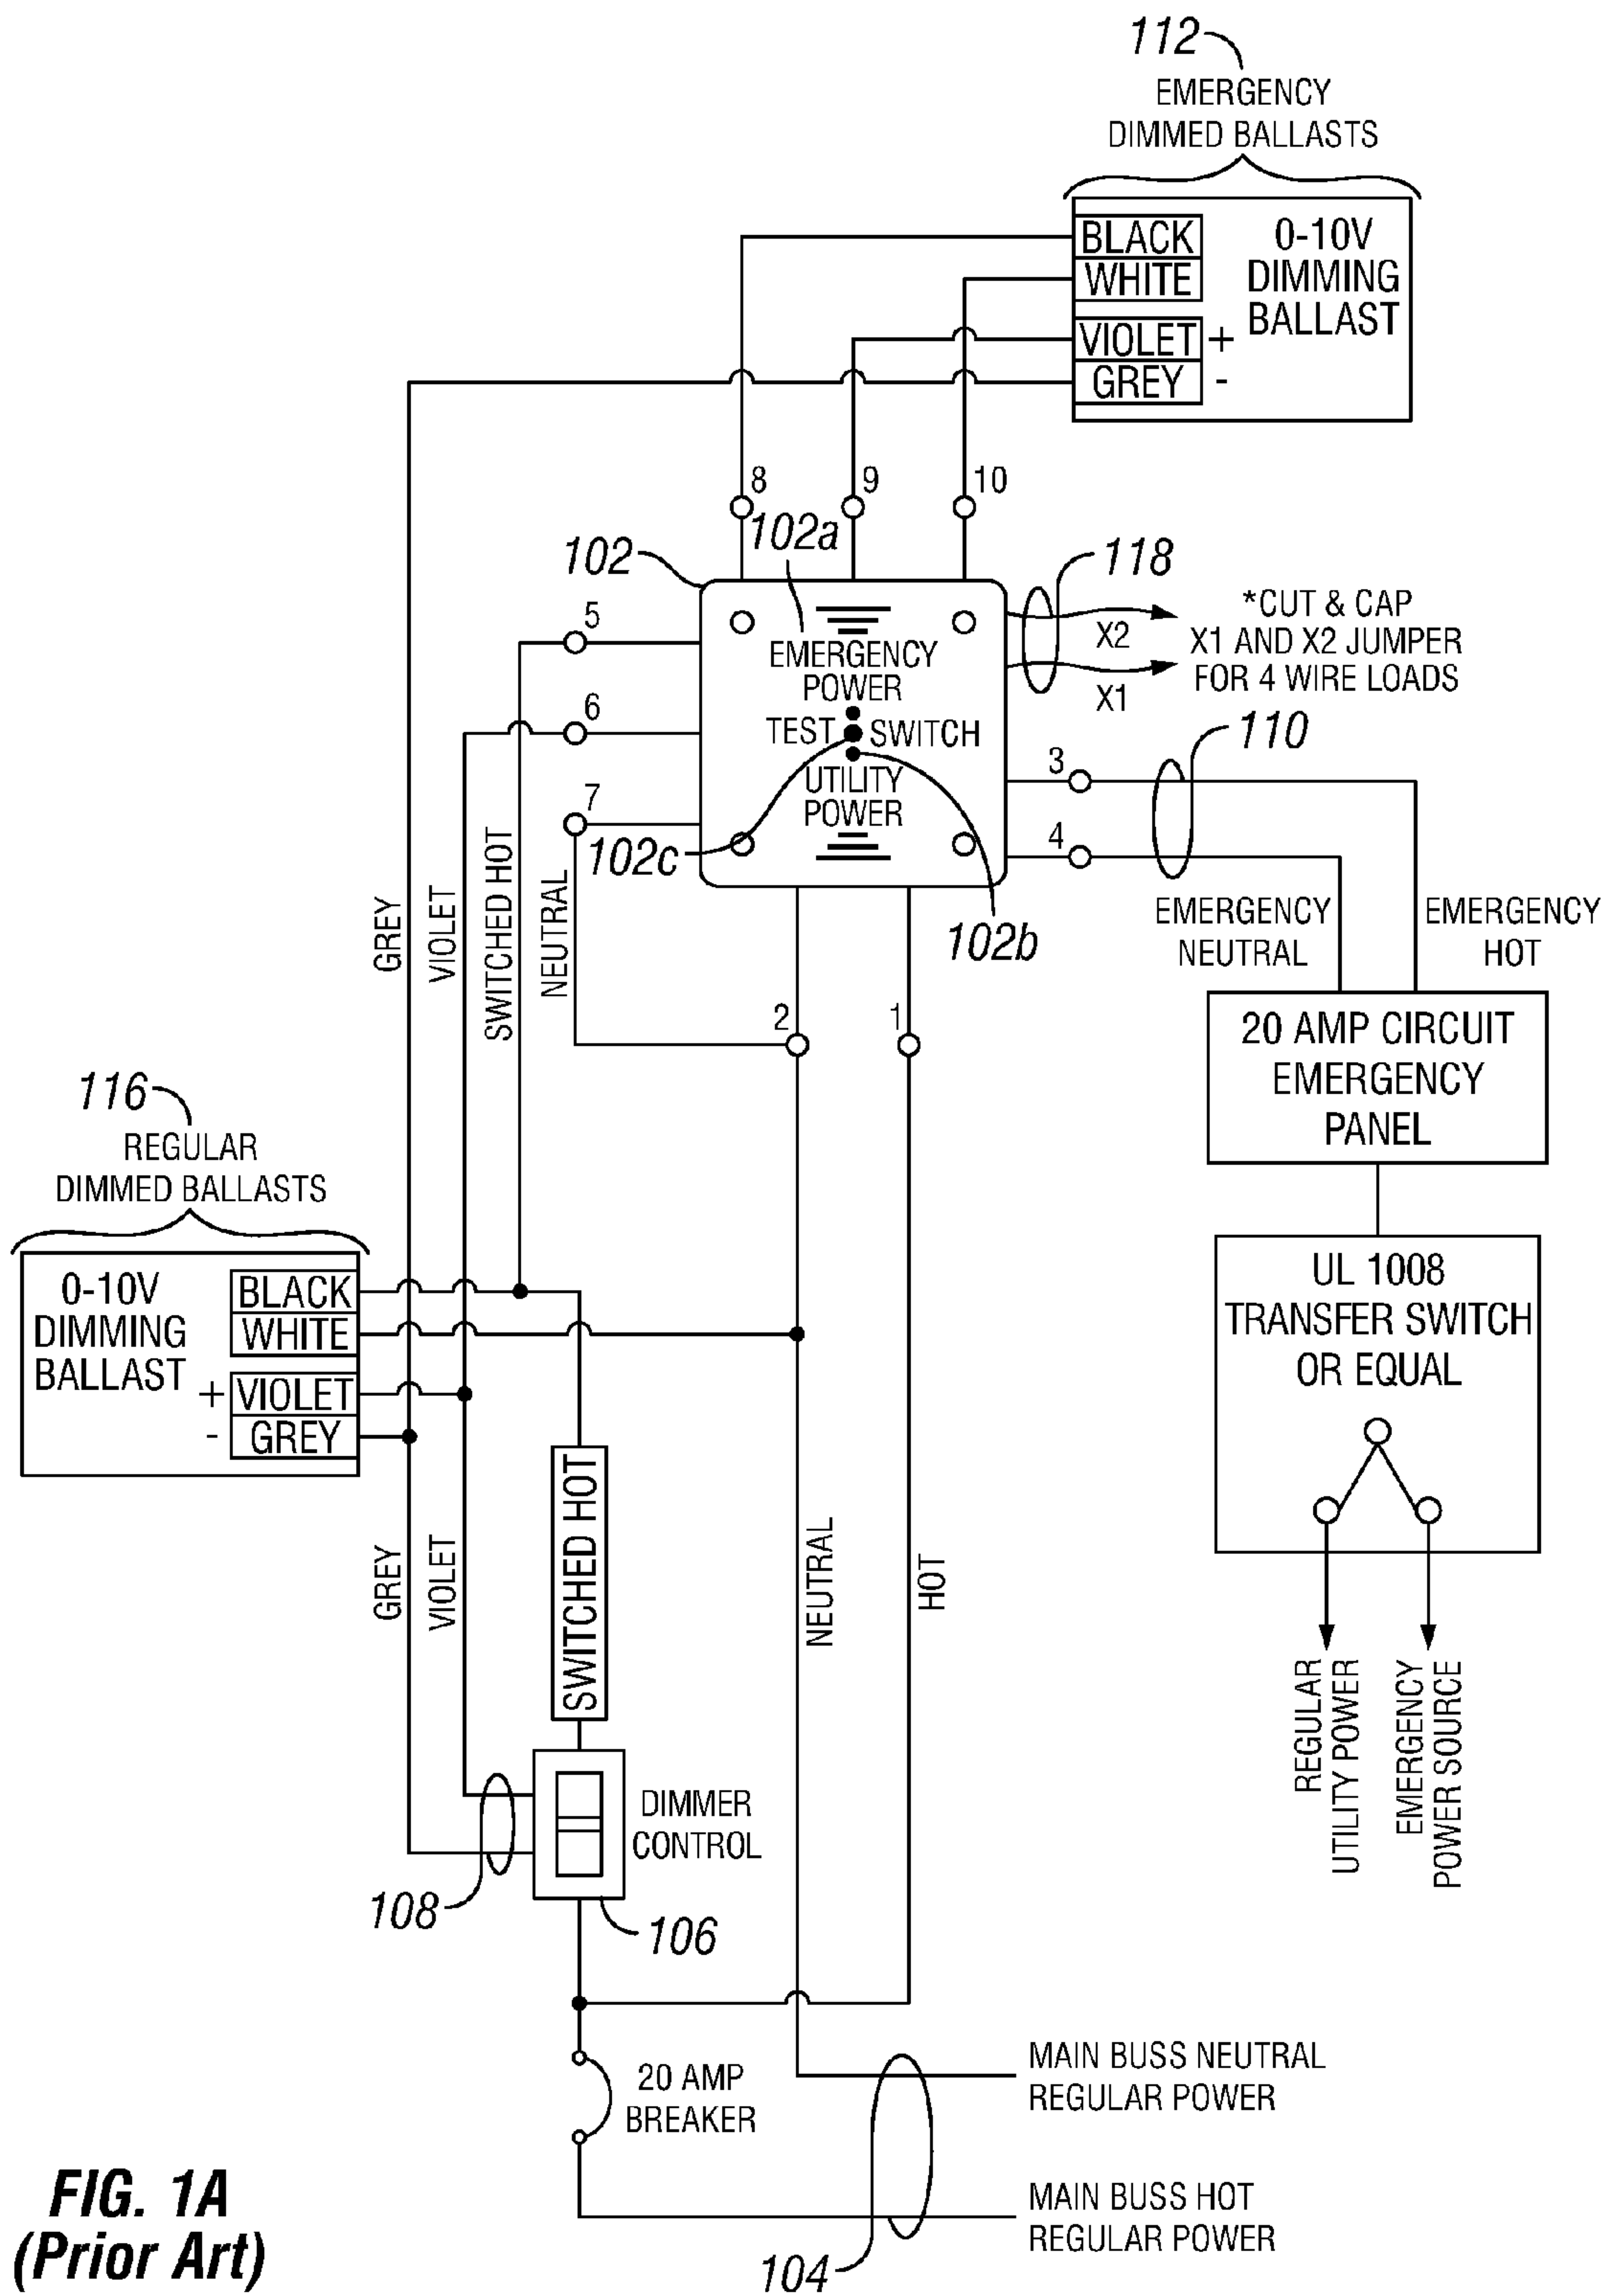 112
EMERGENCY
DIMMED BALLASTS
BLACK
WHITE
VIOLET +
GREY -
0-10V
DIMMING
BALLAST
8
9
10
102
102a
118
5
6
7
EMERGENCY
POWER
TEST SWITCH
UTILITY
POWER
X2
X1
*CUT & CAP
X1 AND X2 JUMPER
FOR 4 WIRE LOADS
110
3
4
102c
102b
GREY
VIOLET
SWITCHED HOT
NEUTRAL
EMERGENCY
NEUTRAL
EMERGENCY
HOT
2
1
20 AMP CIRCUIT
EMERGENCY
PANEL
116
REGULAR
DIMMED BALLASTS
0-10V
DIMMING
BALLAST
BLACK
WHITE
+ VIOLET
- GREY
UL 1008
TRANSFER SWITCH
OR EQUAL
GREY
VIOLET
SWITCHED HOT
NEUTRAL
HOT
REGULAR
UTILITY POWER
EMERGENCY
POWER SOURCE
DIMMER
CONTROL
108
106
20 AMP
BREAKER
MAIN BUSS NEUTRAL
REGULAR POWER
MAIN BUSS HOT
REGULAR POWER
104
FIG. 1A
(Prior Art)